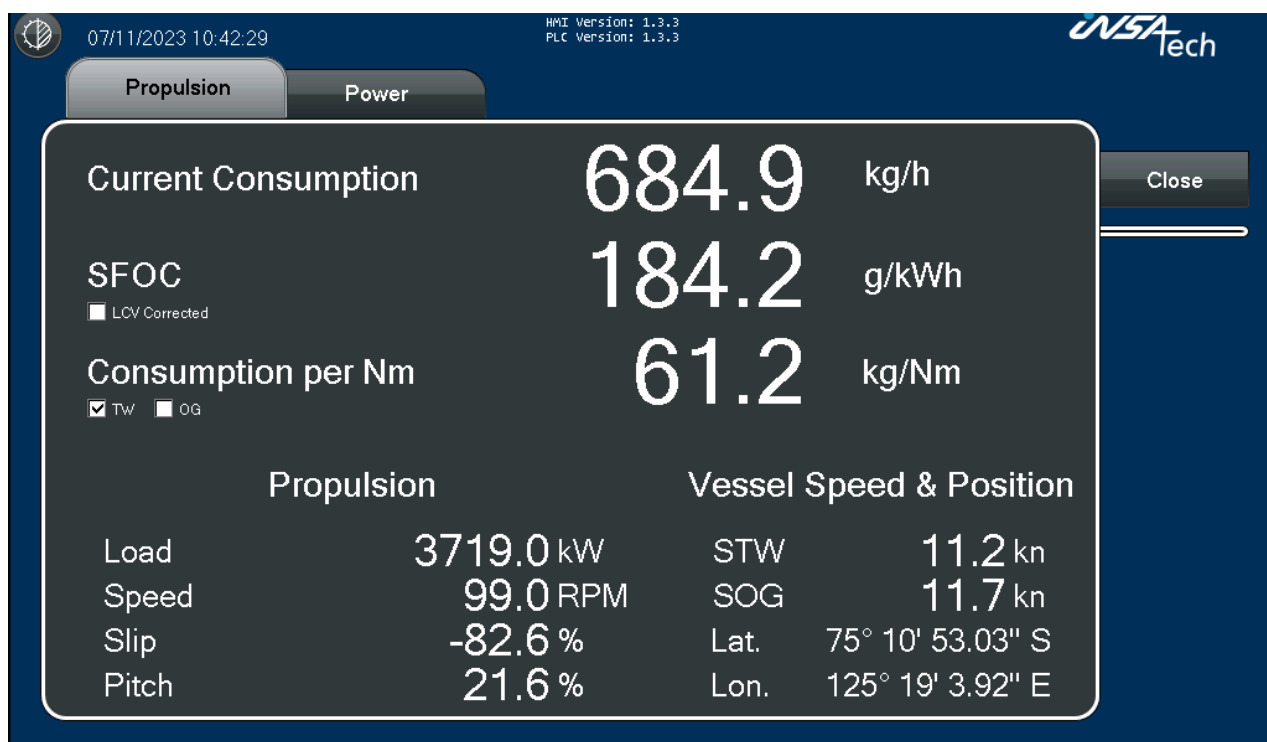 07/11/2023 10:42:29
HMI Version: 1.3.3
PLC Version: 1.3.3
iNSATech
Propulsion
Power
Close
Current Consumption 684.9 kg/h
SFOC 184.2 g/kWh
LCV Corrected
Consumption per Nm 61.2 kg/Nm
TW OG
Propulsion
Load 3719.0 kW
Speed 99.0 RPM
Slip -82.6 %
Pitch 21.6 %
Vessel Speed & Position
STW 11.2 kn
SOG 11.7 kn
Lat. 75° 10' 53.03" S
Lon. 125° 19' 3.92" E